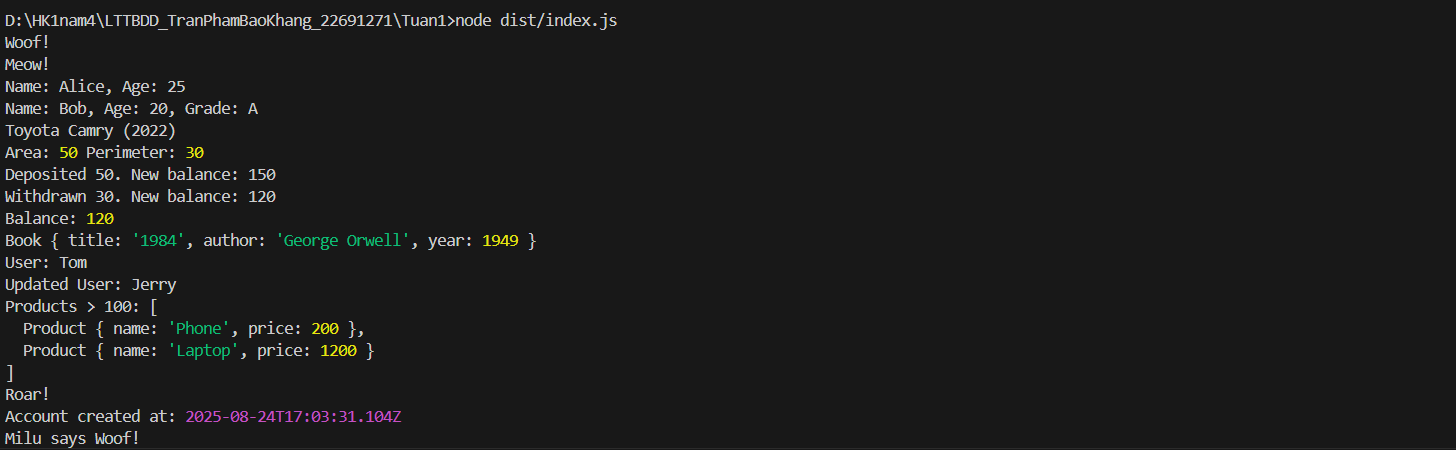 D:\HK1nam4\LTTBDD_TranPhamBaoKhang_22691271\Tuan1>node dist/index.js
Woof!
Meow!
Name: Alice, Age: 25
Name: Bob, Age: 20, Grade: A
Toyota Camry (2022)
Area: 50 Perimeter: 30
Deposited 50. New balance: 150
Withdrawn 30. New balance: 120
Balance: 120
Book { title: '1984', author: 'George Orwell', year: 1949 }
User: Tom
Updated User: Jerry
Products > 100: [
  Product { name: 'Phone', price: 200 },
  Product { name: 'Laptop', price: 1200 }
]
Roar!
Account created at: 2025-08-24T17:03:31.104Z
Milu says Woof!